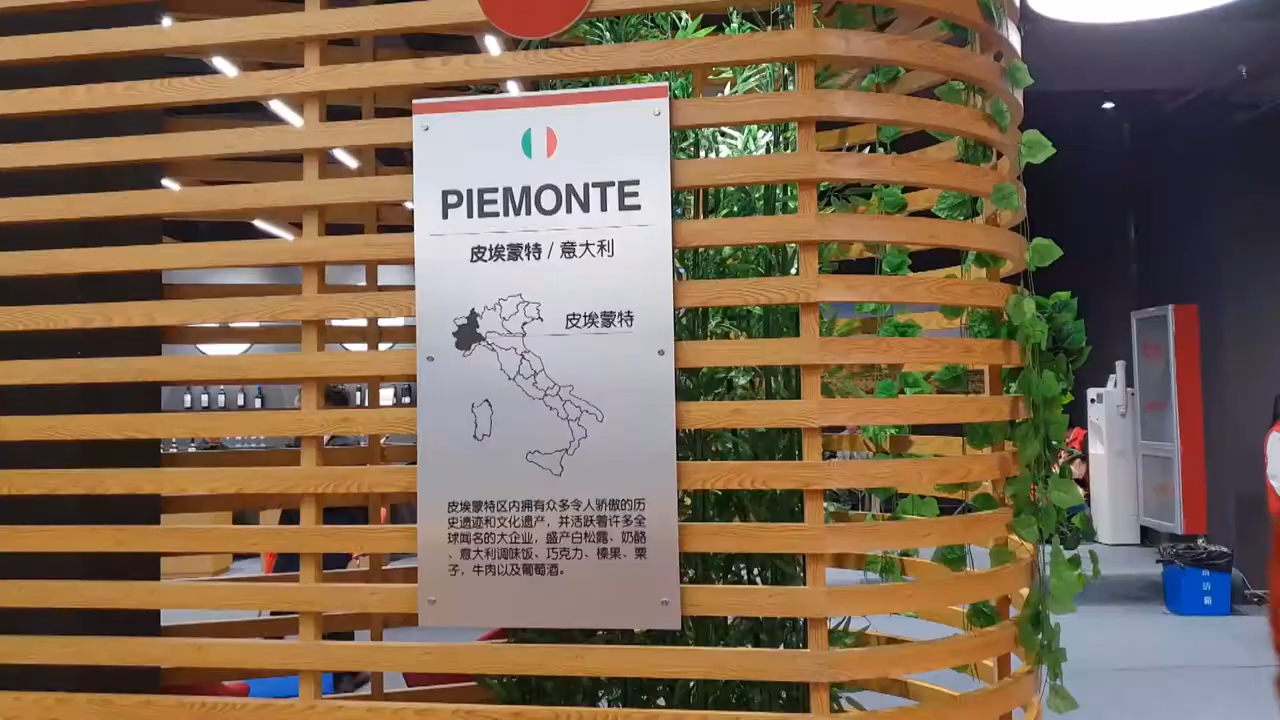 PIEMONTE
皮埃蒙特 / 意大利
皮埃蒙特
皮埃蒙特区内拥有众多令人骄傲的历
史遗迹和文化遗产，并活跃着许多全
球闻名的大企业，盛产白松露、奶酪
、意大利调味饭、巧克力、榛果、栗
子，牛肉以及葡萄酒。